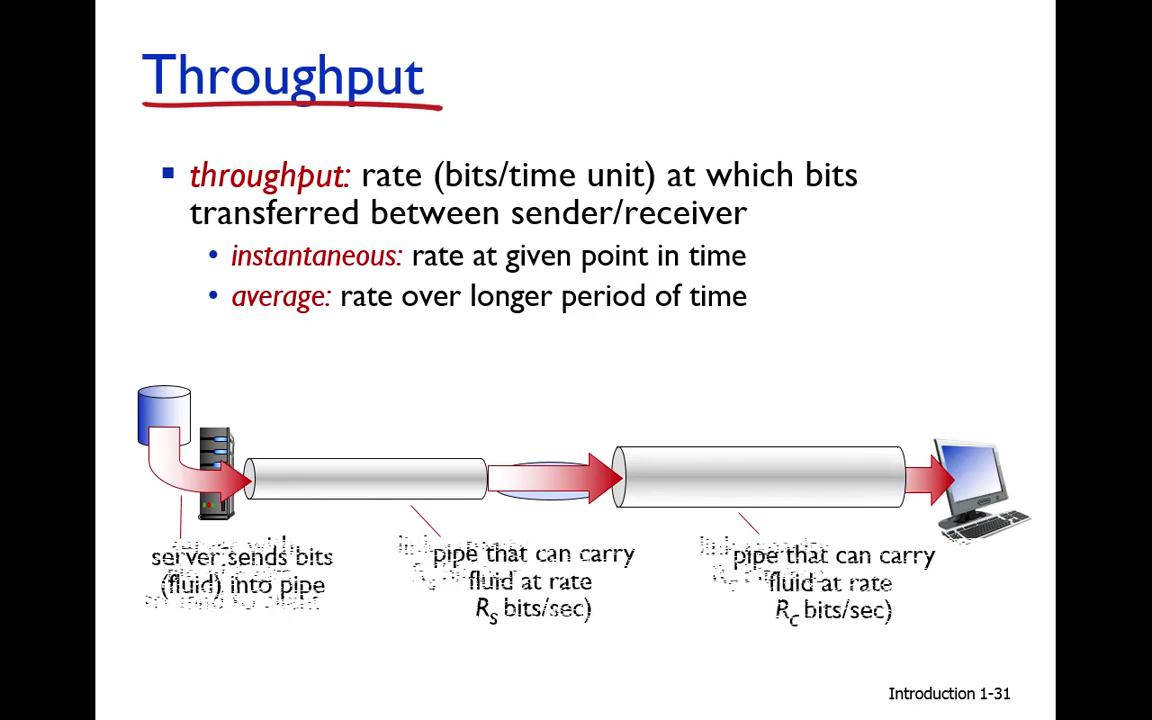 Throughput
throughput: rate (bits/time unit) at which bits
transferred between sender/receiver
instantaneous: rate at given point in time
average: rate over longer period of time
server sends bits
(fluid) into pipe
pipe that can carry
fluid at rate
Rs bits/sec)
pipe that can carry
fluid at rate
Rc bits/sec)
Introduction 1-31